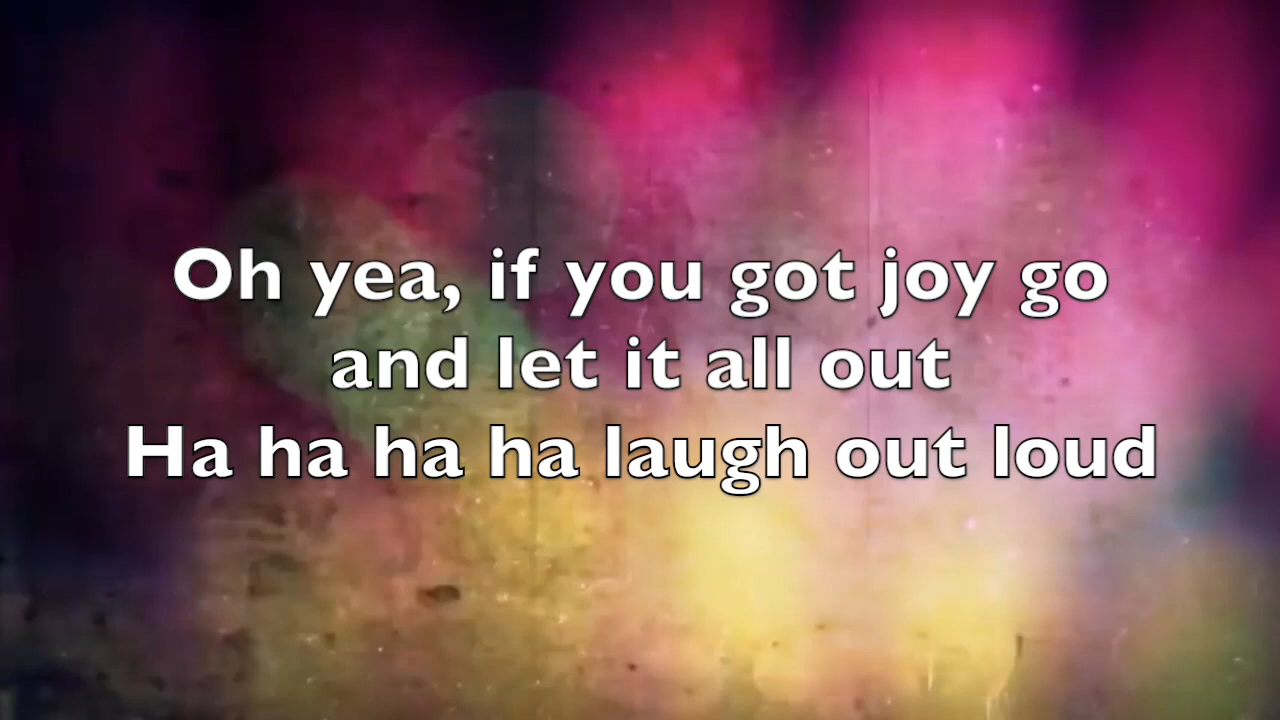 Oh yea, if you got joy go
and let it all out
Ha ha ha ha laugh out loud